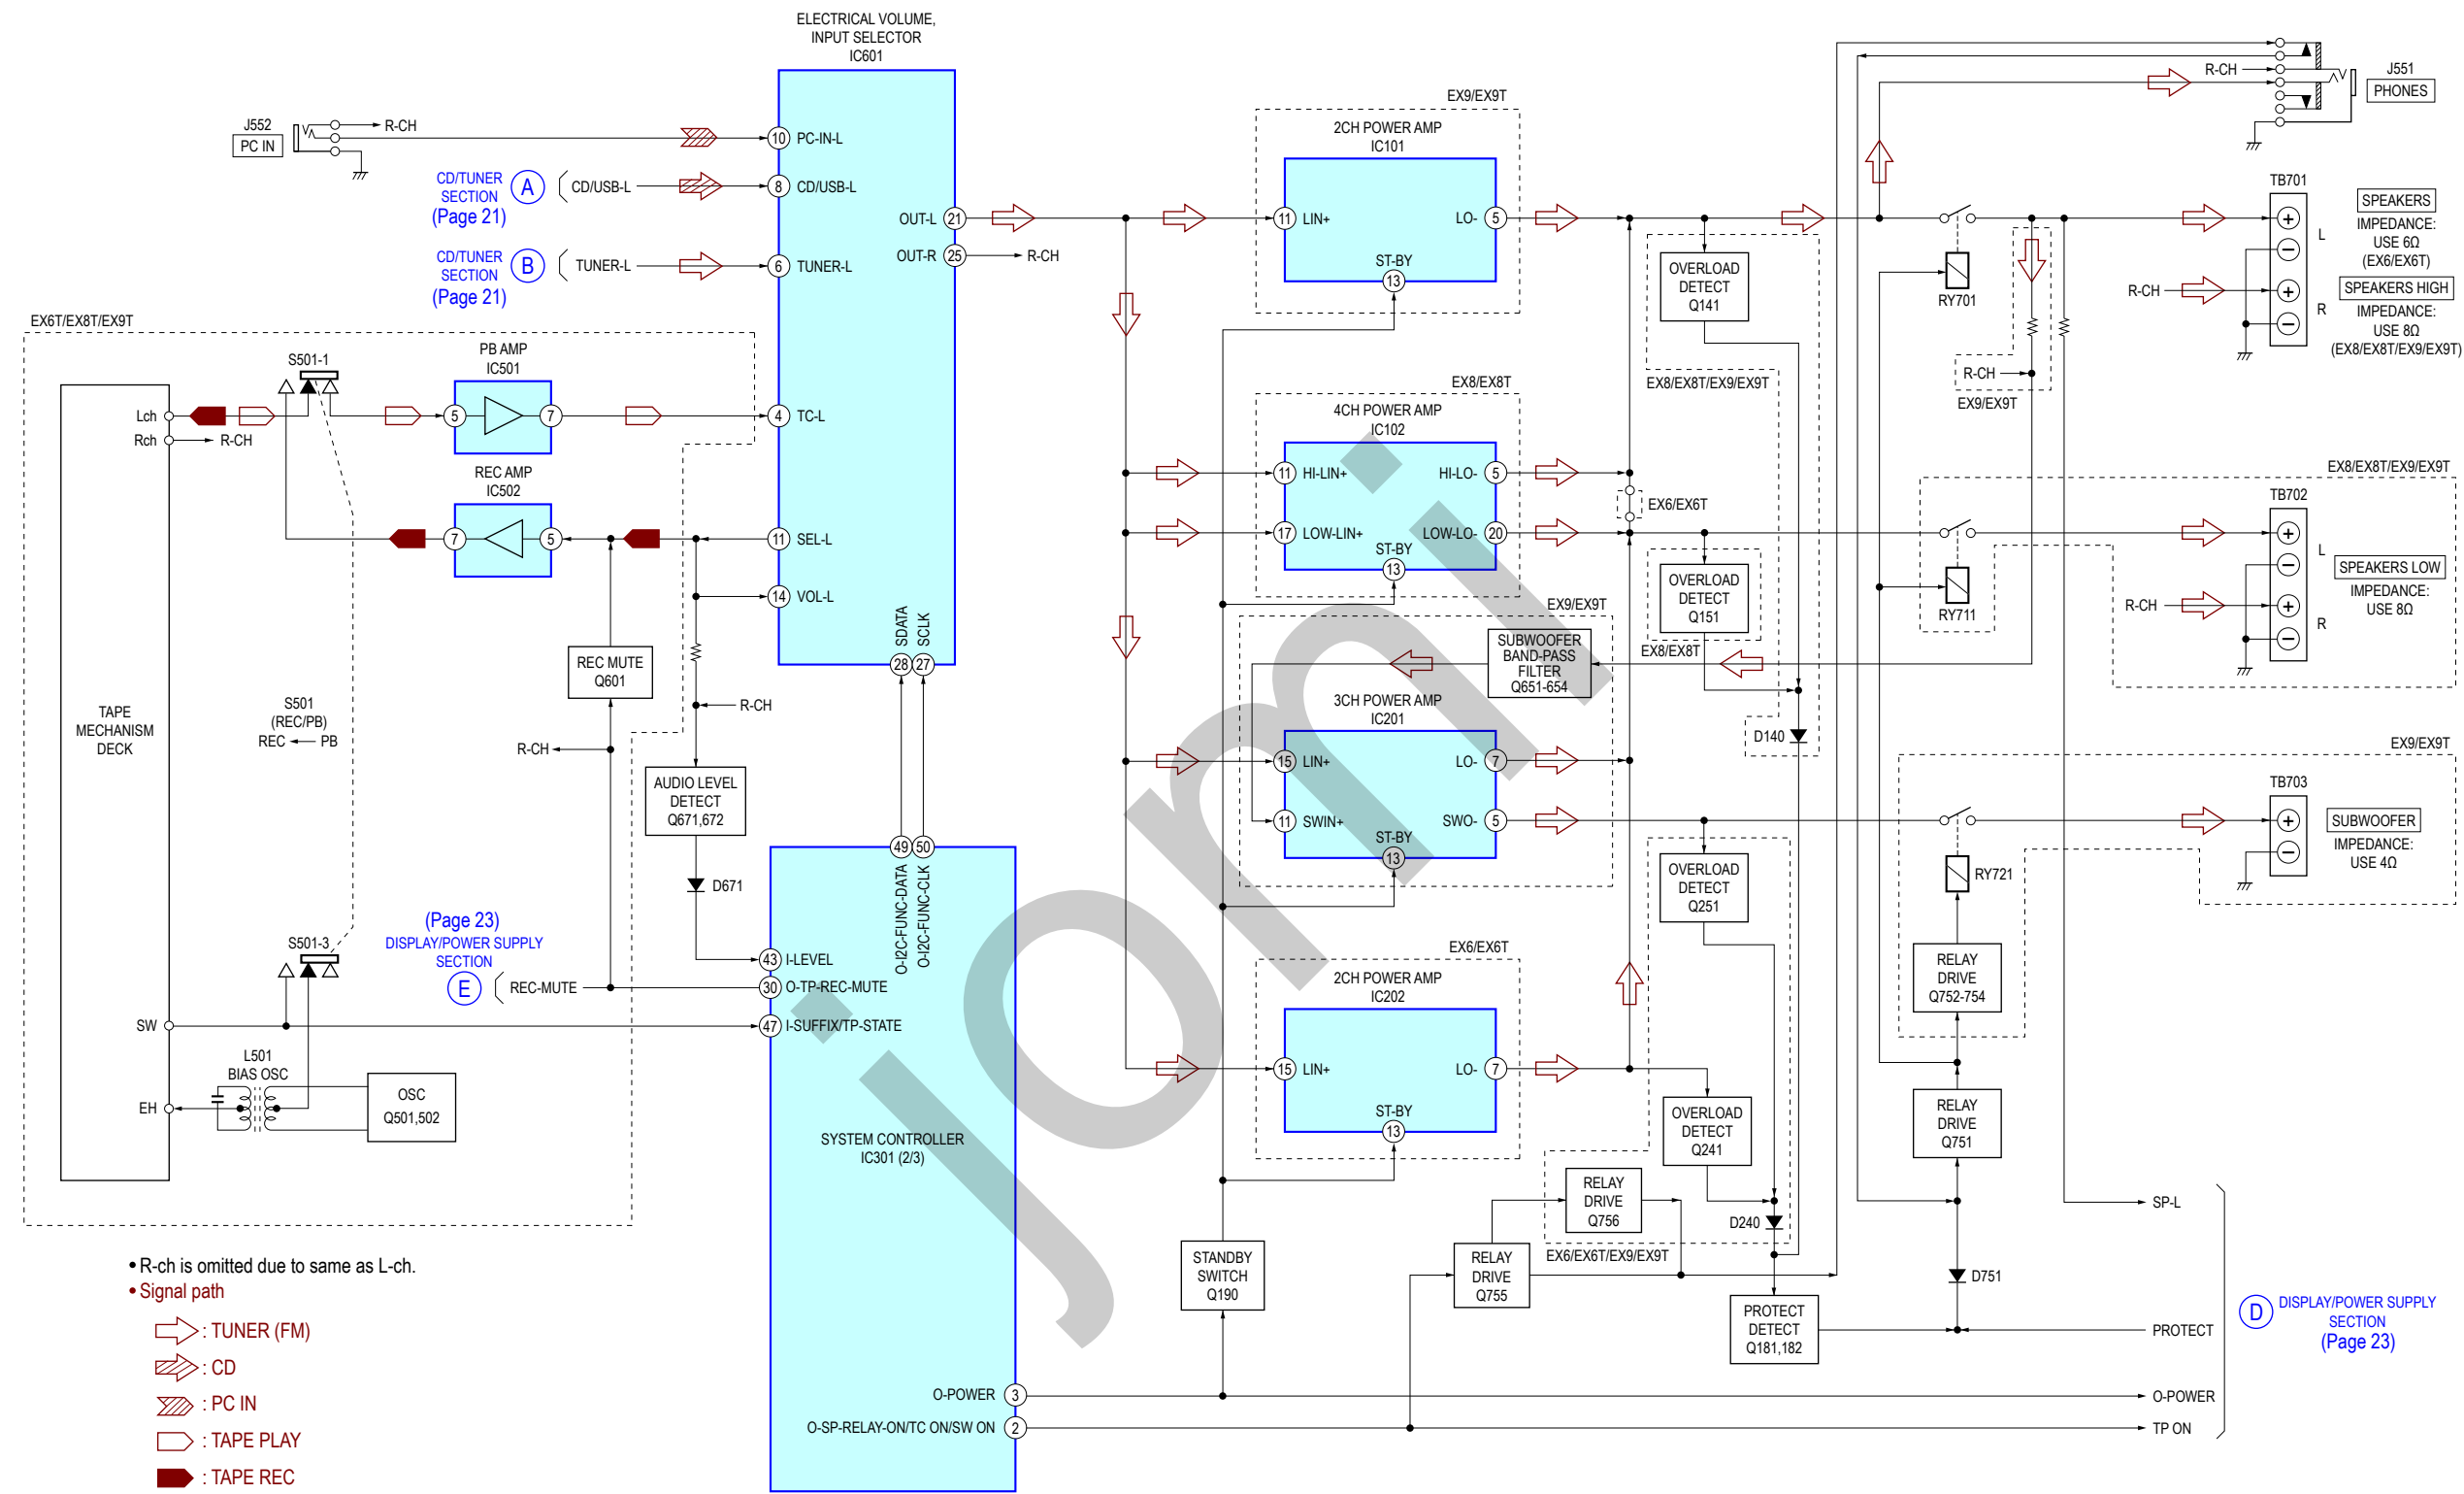 ELECTRICAL VOLUME,
INPUT SELECTOR
IC601
J552
PC IN
R-CH
10
PC-IN-L
CD/TUNER
SECTION
(Page 21)
A
CD/USB-L
8
CD/USB-L
CD/TUNER
SECTION
(Page 21)
B
TUNER-L
6
TUNER-L
OUT-L
21
OUT-R
25
R-CH
EX6T/EX8T/EX9T
S501-1
PB AMP
IC501
Lch
5
7
4
TC-L
Rch
R-CH
REC AMP
IC502
7
5
11
SEL-L
14
VOL-L
SDATA
SCLK
28
27
REC MUTE
Q601
S501
(REC/PB)
REC
PB
TAPE
MECHANISM
DECK
R-CH
R-CH
AUDIO LEVEL
DETECT
Q671,672
D671
49
50
O-I2C-FUNC-DATA
O-I2C-FUNC-CLK
(Page 23)
DISPLAY/POWER SUPPLY
SECTION
E
REC-MUTE
S501-3
43
I-LEVEL
30
O-TP-REC-MUTE
SW
47
I-SUFFIX/TP-STATE
L501
BIAS OSC
EH
OSC
Q501,502
SYSTEM CONTROLLER
IC301 (2/3)
O-POWER
3
O-SP-RELAY-ON/TC ON/SW ON
2
EX9/EX9T
2CH POWER AMP
IC101
11
LIN+
LO-
5
ST-BY
13
EX8/EX8T
4CH POWER AMP
IC102
11
HI-LIN+
HI-LO-
5
17
LOW-LIN+
LOW-LO-
20
ST-BY
13
EX9/EX9T
SUBWOOFER
BAND-PASS
FILTER
Q651-654
3CH POWER AMP
IC201
15
LIN+
LO-
7
11
SWIN+
SWO-
5
ST-BY
13
EX6/EX6T
2CH POWER AMP
IC202
15
LIN+
LO-
7
ST-BY
13
STANDBY
SWITCH
Q190
OVERLOAD
DETECT
Q141
EX8/EX8T/EX9/EX9T
EX6/EX6T
OVERLOAD
DETECT
Q151
EX8/EX8T
D140
OVERLOAD
DETECT
Q251
OVERLOAD
DETECT
Q241
D240
RELAY
DRIVE
Q756
EX6/EX6T/EX9/EX9T
RELAY
DRIVE
Q755
PROTECT
DETECT
Q181,182
R-CH
J551
PHONES
TB701
SPEAKERS
IMPEDANCE:
USE 6Ω
(EX6/EX6T)
SPEAKERS HIGH
IMPEDANCE:
USE 8Ω
(EX8/EX8T/EX9/EX9T)
+
−
+
−
L
R
R-CH
RY701
R-CH
EX9/EX9T
EX8/EX8T/EX9/EX9T
TB702
+
−
+
−
L
R
R-CH
SPEAKERS LOW
IMPEDANCE:
USE 8Ω
RY711
EX9/EX9T
TB703
+
−
SUBWOOFER
IMPEDANCE:
USE 4Ω
RY721
RELAY
DRIVE
Q752-754
RELAY
DRIVE
Q751
D751
SP-L
PROTECT
O-POWER
TP ON
D
DISPLAY/POWER SUPPLY
SECTION
(Page 23)
• R-ch is omitted due to same as L-ch.
• Signal path
: TUNER (FM)
: CD
: PC IN
: TAPE PLAY
: TAPE REC
jomi